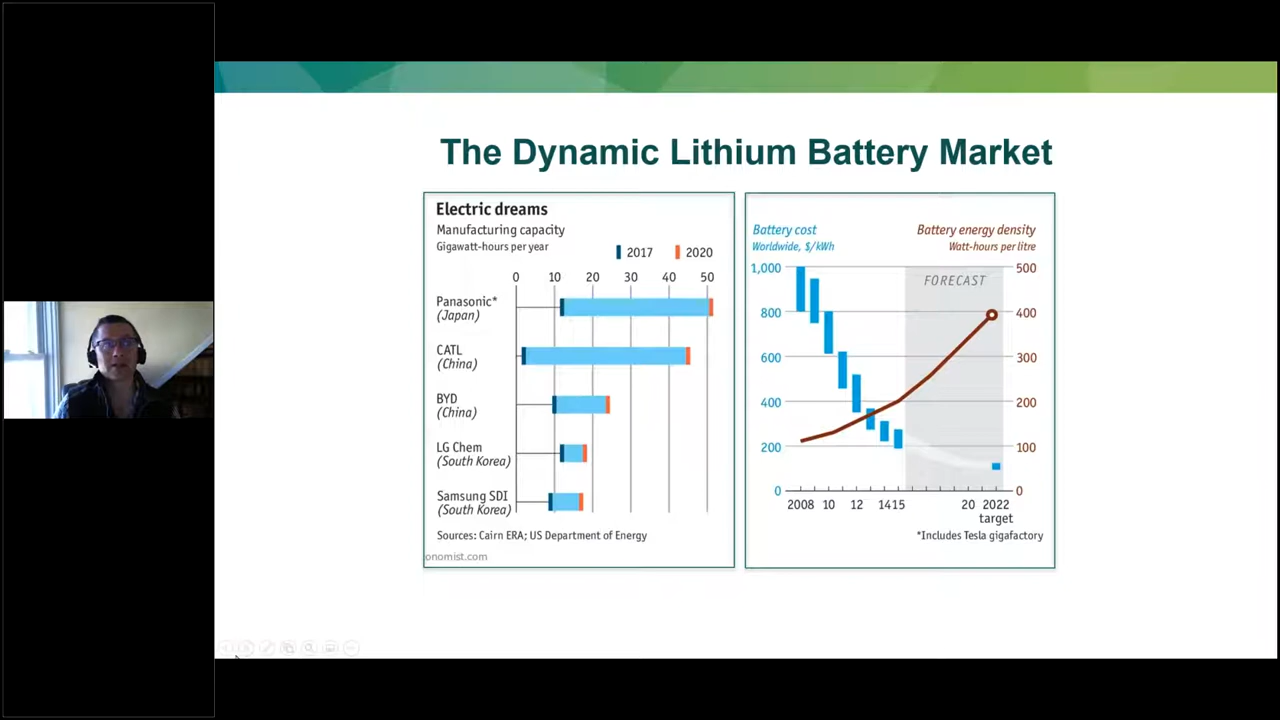 The Dynamic Lithium Battery Market
Electric dreams
Manufacturing capacity
Gigawatt-hours per year
2017
2020
0 10 20 30 40 50
Panasonic*
(Japan)
CATL
(China)
BYD
(China)
LG Chem
(South Korea)
Samsung SDI
(South Korea)
Sources: Cairn ERA; US Department of Energy
onomist.com
Battery cost
Worldwide, $/kWh
Battery energy density
Watt-hours per litre
1,000
800
600
400
200
0
FORECAST
500
400
300
200
100
0
2008 10 12 1415 20 2022
target
*Includes Tesla gigafactory